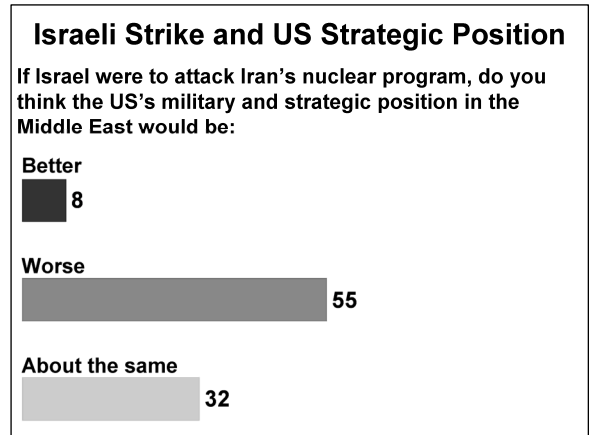 Israeli Strike and US Strategic Position
If Israel were to attack Iran's nuclear program, do you
think the US's military and strategic position in the
Middle East would be:
Better
8
Worse
55
About the same
32